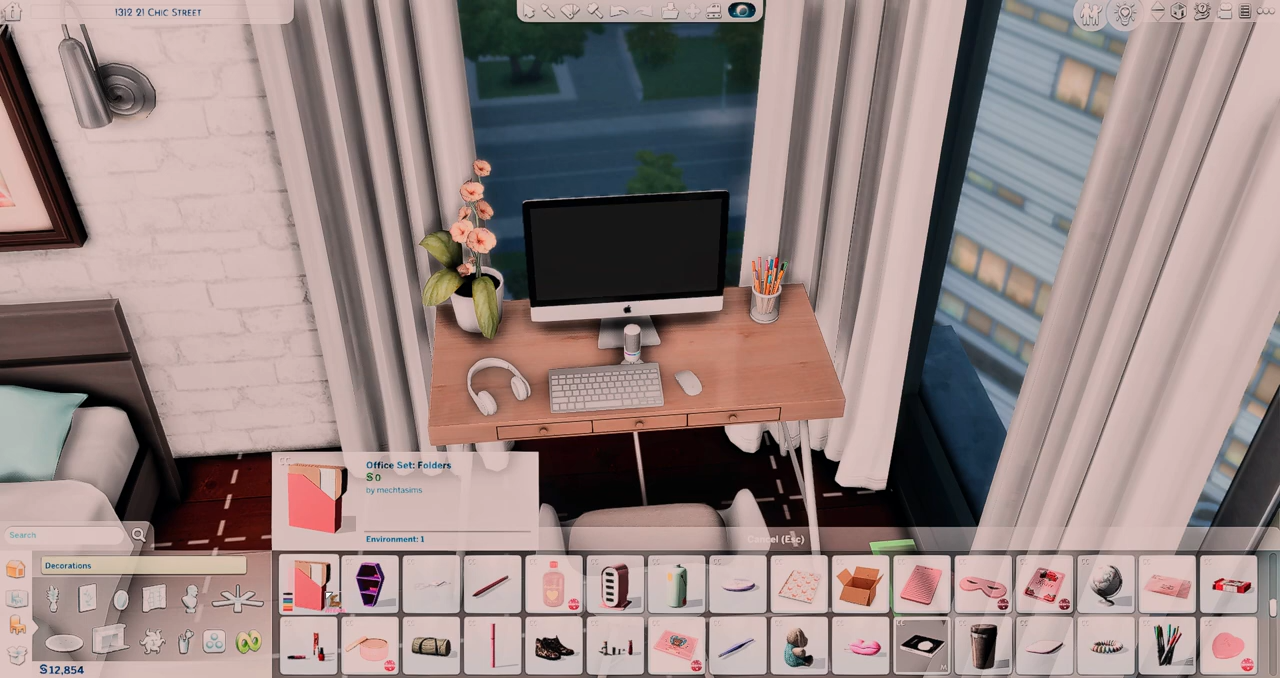 1312 21 Chic Street
Office Set: Folders
§0
by mechtasims
Environment: 1
Cancel (Esc)
Search
Decorations
§12,854